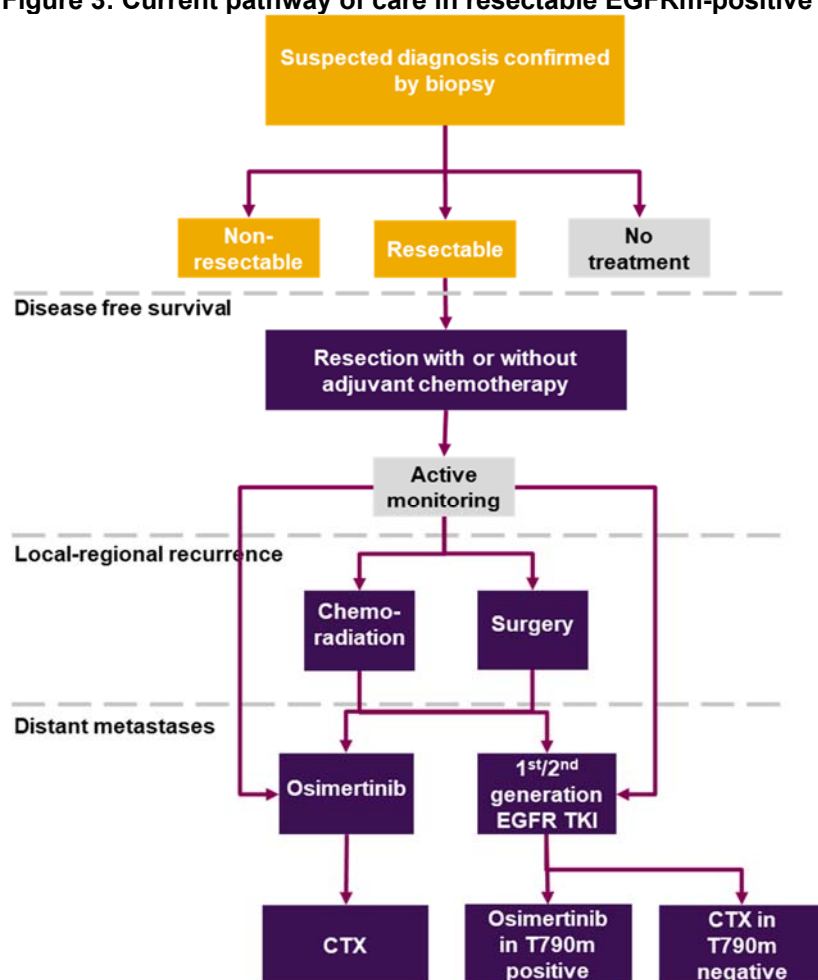 Figure 3: Current pathway of care in resectable EGFRm-positive
Suspected diagnosis confirmed
by biopsy
Non-
resectable
Resectable
No
treatment
Disease free survival
Resection with or without
adjuvant chemotherapy
Active
monitoring
Local-regional recurrence
Chemo-
radiation
Surgery
Distant metastases
Osimertinib
1st/2nd
generation
EGFR TKI
CTX
Osimertinib
in T790m
positive
CTX in
T790m
negative